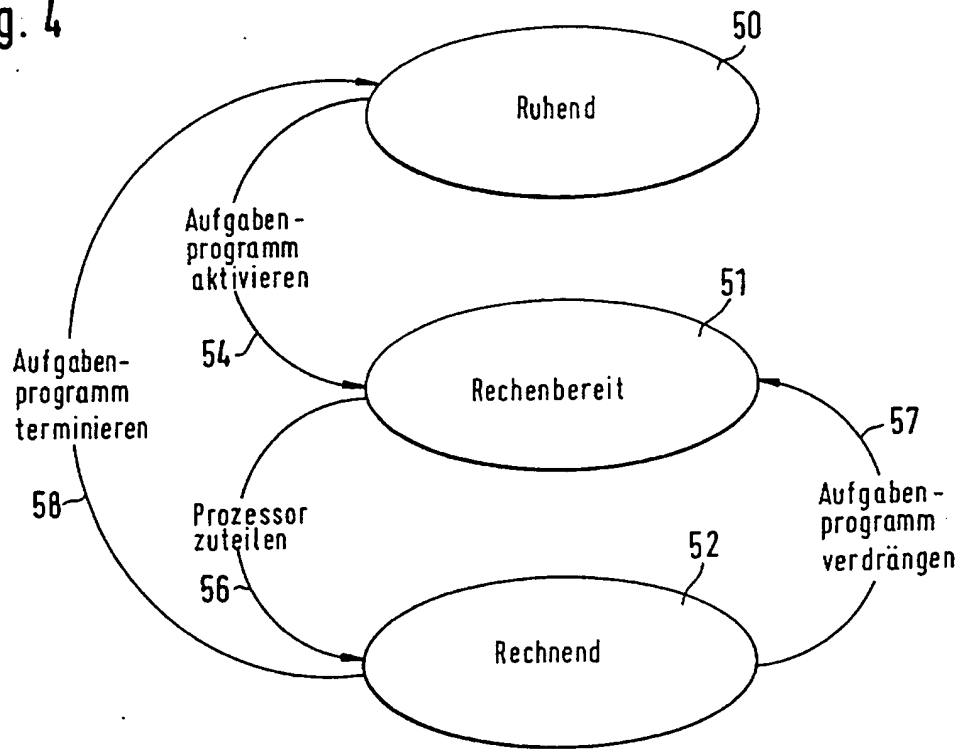 g. 4
50
Ruhend
Aufgaben-
programm
aktivieren
51
54
Rechenbereit
Aufgaben-
programm
terminieren
57
58
Prozessor
zuteilen
Aufgaben-
programm
verdrängen
52
56
Rechnend